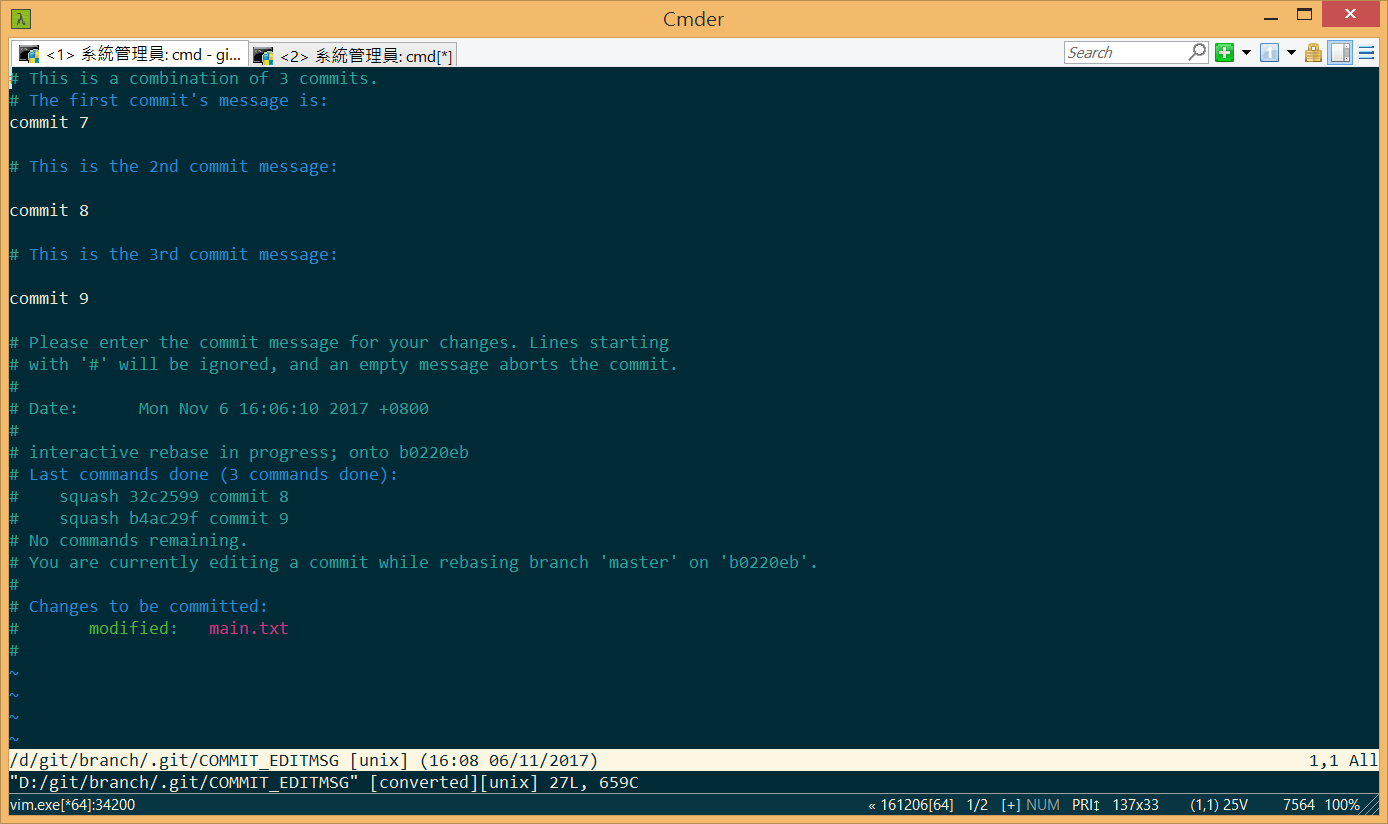 Cmder
<1> 系統管理員: cmd - gi... <2> 系統管理員: cmd[*] Search
# This is a combination of 3 commits.
# The first commit's message is:
commit 7
# This is the 2nd commit message:
commit 8
# This is the 3rd commit message:
commit 9
# Please enter the commit message for your changes. Lines starting
# with '#' will be ignored, and an empty message aborts the commit.
#
# Date:      Mon Nov 6 16:06:10 2017 +0800
#
# interactive rebase in progress; onto b0220eb
# Last commands done (3 commands done):
#    squash 32c2599 commit 8
#    squash b4ac29f commit 9
# No commands remaining.
# You are currently editing a commit while rebasing branch 'master' on 'b0220eb'.
#
# Changes to be committed:
#       modified:   main.txt
#
~
~
~
~
/d/git/branch/.git/COMMIT_EDITMSG [unix] (16:08 06/11/2017) 1,1 All
"D:/git/branch/.git/COMMIT_EDITMSG" [converted][unix] 27L, 659C
vim.exe[*64]:34200 « 161206[64] 1/2 [+] NUM PRI↕ 137x33 (1,1) 25V 7564 100%